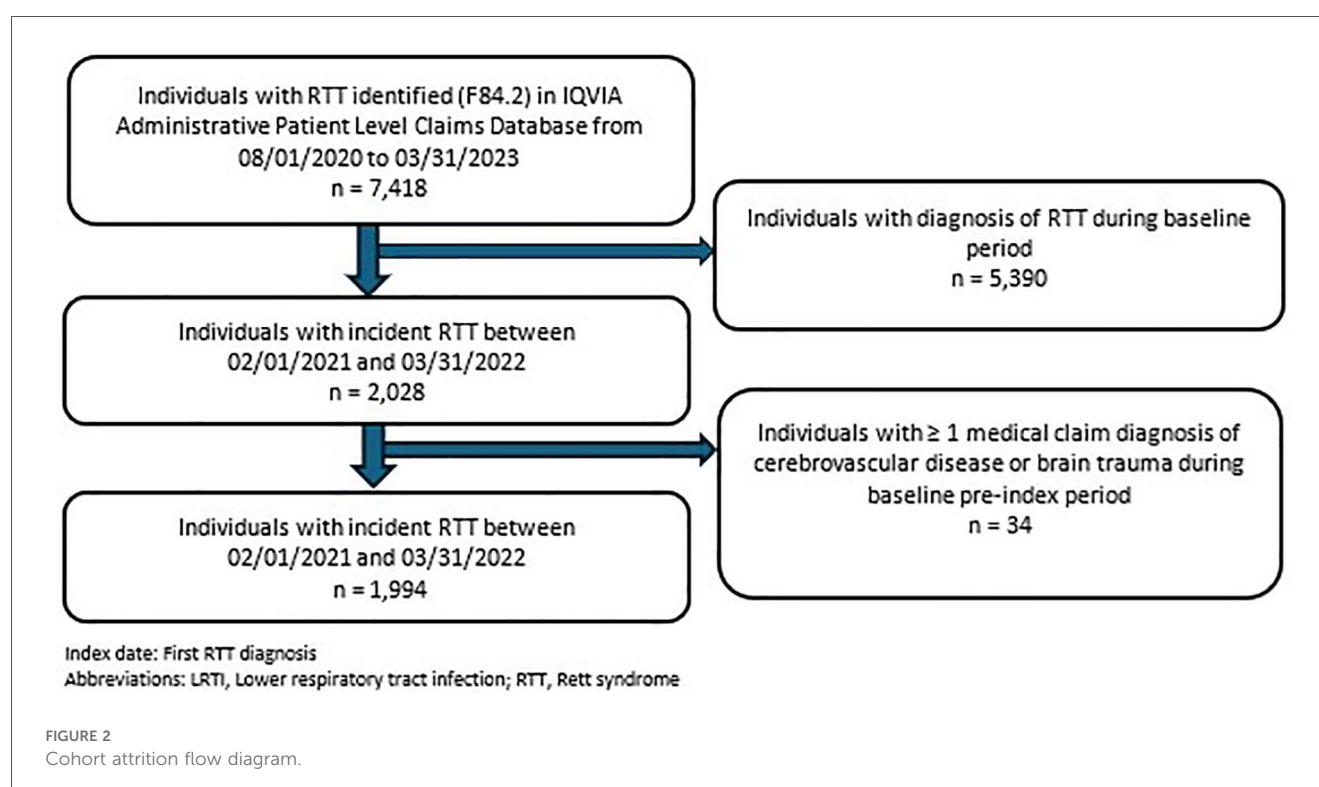 Individuals with RTT identified (F84.2) in IQVIA
Administrative Patient Level Claims Database from
08/01/2020 to 03/31/2023
n = 7,418
Individuals with diagnosis of RTT during baseline
period
n = 5,390
Individuals with incident RTT between
02/01/2021 and 03/31/2022
n = 2,028
Individuals with ≥ 1 medical claim diagnosis of
cerebrovascular disease or brain trauma during
baseline pre-index period
n = 34
Individuals with incident RTT between
02/01/2021 and 03/31/2022
n = 1,994
Index date: First RTT diagnosis
Abbreviations: LRTI, Lower respiratory tract infection; RTT, Rett syndrome
FIGURE 2
Cohort attrition flow diagram.